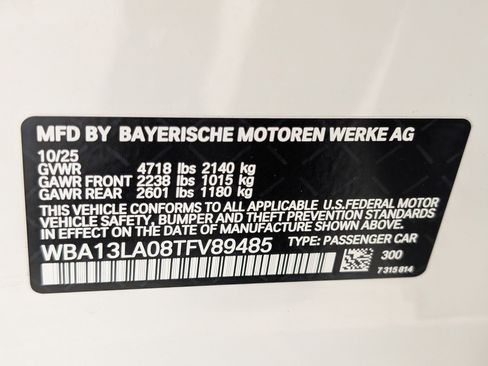 MFD BY BAYERISCHE MOTOREN WERKE AG
10/25
GVWR 4718 lbs 2140 kg
GAWR FRONT 2238 lbs 1015 kg
GAWR REAR 2601 lbs 1180 kg
THIS VEHICLE CONFORMS TO ALL APPLICABLE U.S.FEDERAL MOTOR
VEHICLE SAFETY, BUMPER AND THEFT PREVENTION STANDARDS
IN EFFECT ON THE DATE OF MANUFACTURE SHOWN ABOVE.
WBA13LA08TFV89485 TYPE: PASSENGER CAR
300
7 315 814